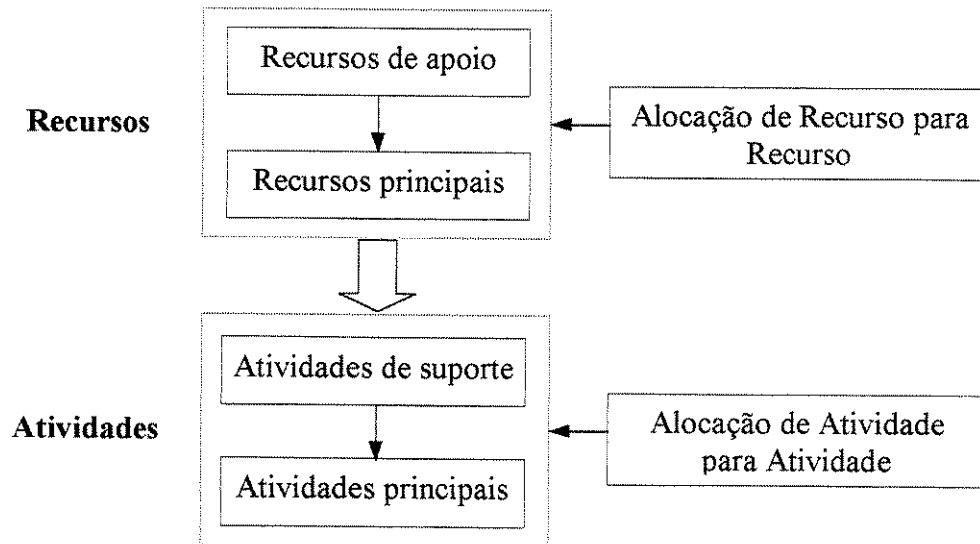 Recursos de apoio
Recursos
Recursos principais
Alocação de Recurso para
Recurso
Atividades de suporte
Atividades
Atividades principais
Alocação de Atividade
para Atividade